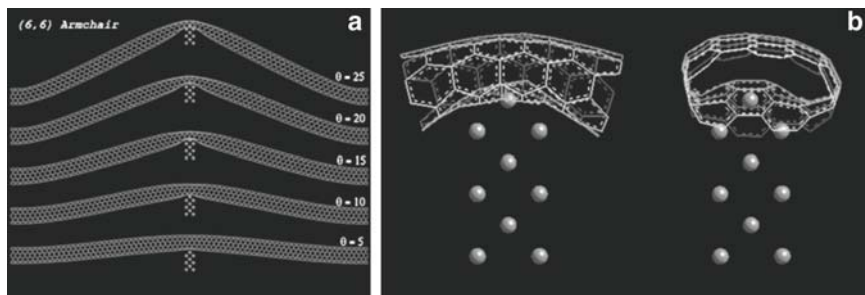 (6,6) Armchair
a
θ = 25
θ = 20
θ = 15
θ = 10
θ = 5
b